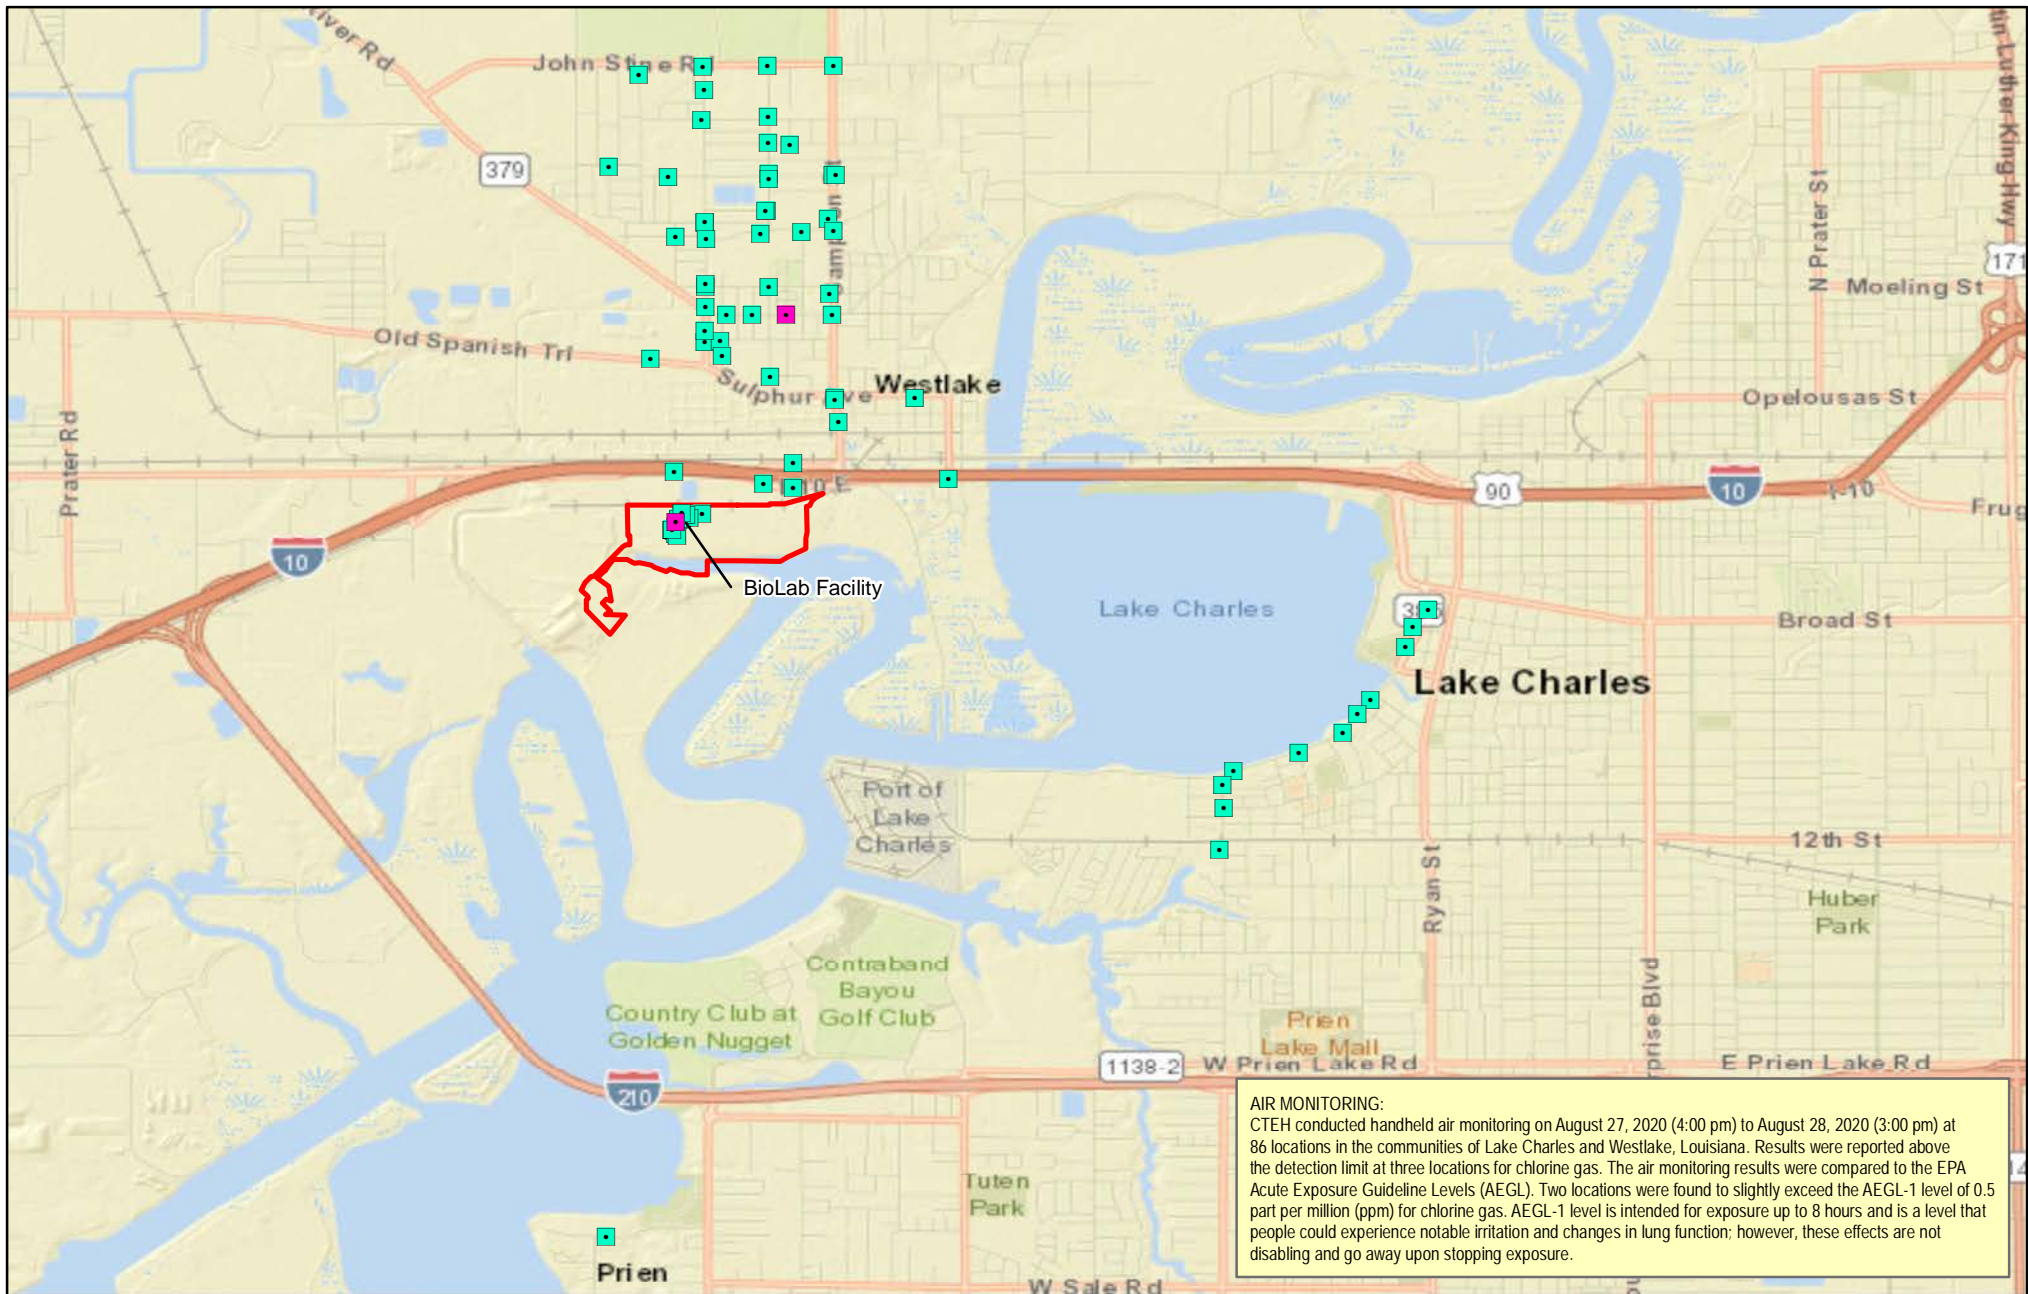 River Rd
John Stine Rd
379
Old Spanish Trl
Sulphur Ave
Westlake
Prater Rd
N Prater St
171
Moeling St
Opelousas St
90
10
I-10
10
BioLab Facility
Lake Charles
Broad St
Lake Charles
Port of
Lake
Charles
12th St
Ryan St
Huber
Park
Contraband
Bayou
Golf Club
Country Club at
Golden Nugget
Prien
Lake Mall
1138-2
W Prien Lake Rd
E Prien Lake Rd
210
Tuten
Park
Prien
W Sale Rd
AIR MONITORING:
CTEH conducted handheld air monitoring on August 27, 2020 (4:00 pm) to August 28, 2020 (3:00 pm) at
86 locations in the communities of Lake Charles and Westlake, Louisiana. Results were reported above
the detection limit at three locations for chlorine gas. The air monitoring results were compared to the EPA
Acute Exposure Guideline Levels (AEGL). Two locations were found to slightly exceed the AEGL-1 level of 0.5
part per million (ppm) for chlorine gas. AEGL-1 level is intended for exposure up to 8 hours and is a level that
people could experience notable irritation and changes in lung function; however, these effects are not
disabling and go away upon stopping exposure.